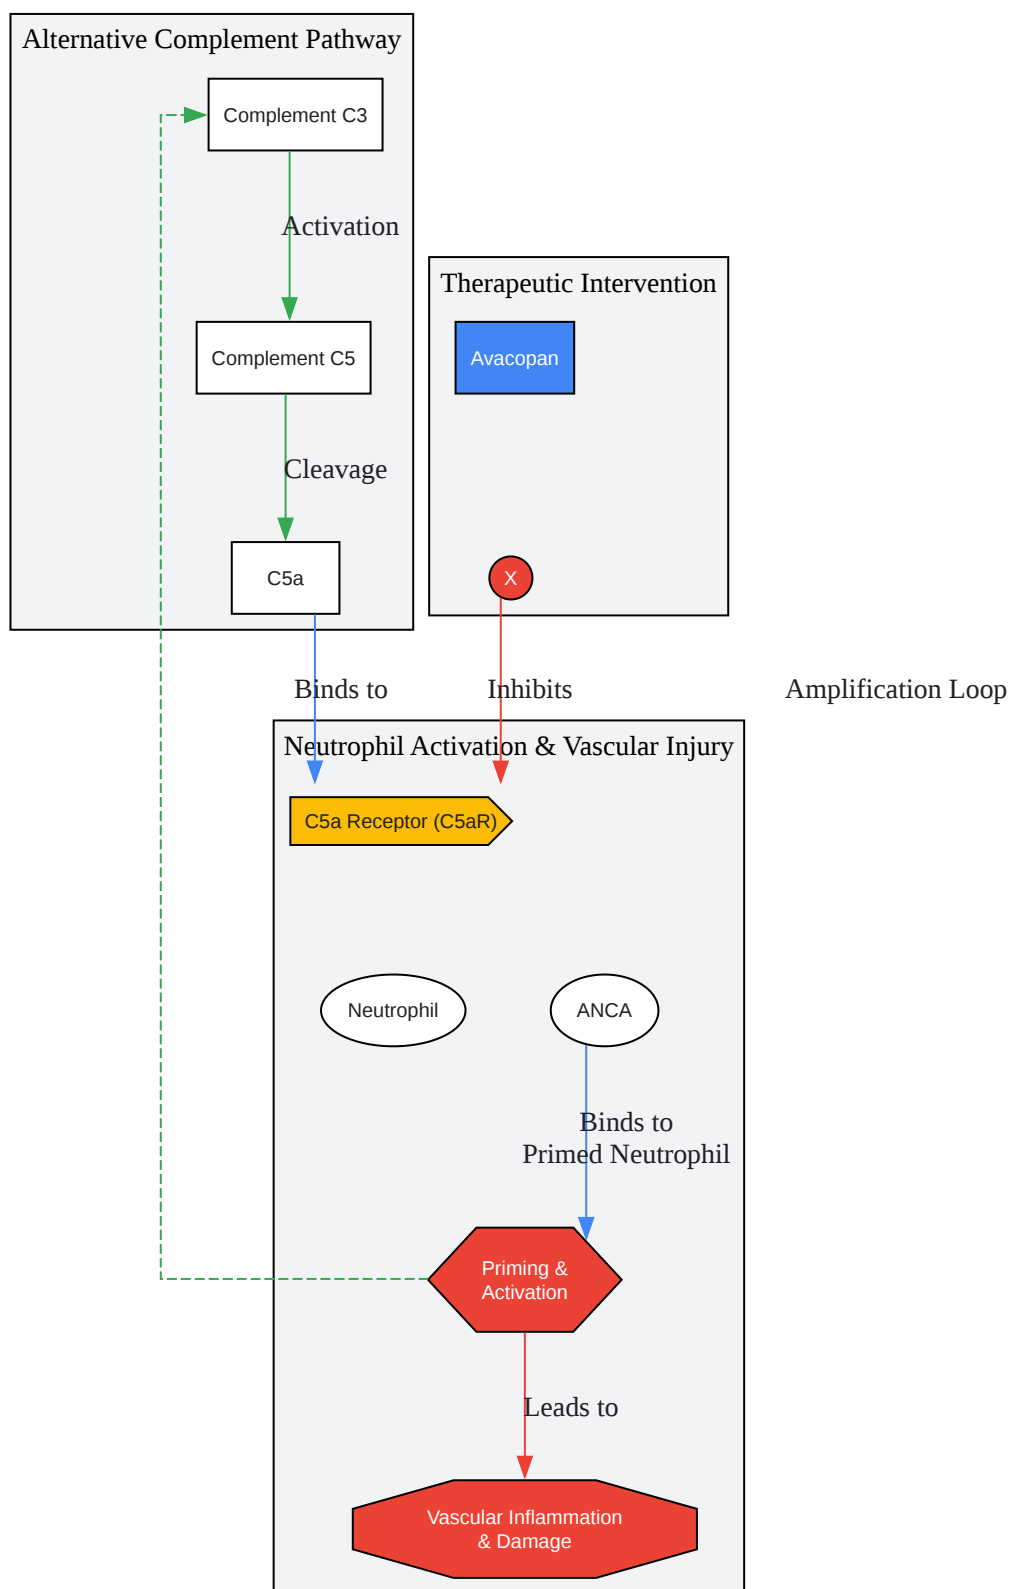 Alternative Complement Pathway
Complement C3
Activation
Therapeutic Intervention
Complement C5
Avacopan
Cleavage
C5a
X
Binds to
Inhibits
Amplification Loop
Neutrophil Activation & Vascular Injury
C5a Receptor (C5aR)
Neutrophil
ANCA
Binds to
Primed Neutrophil
Priming &
Activation
Leads to
Vascular Inflammation
& Damage